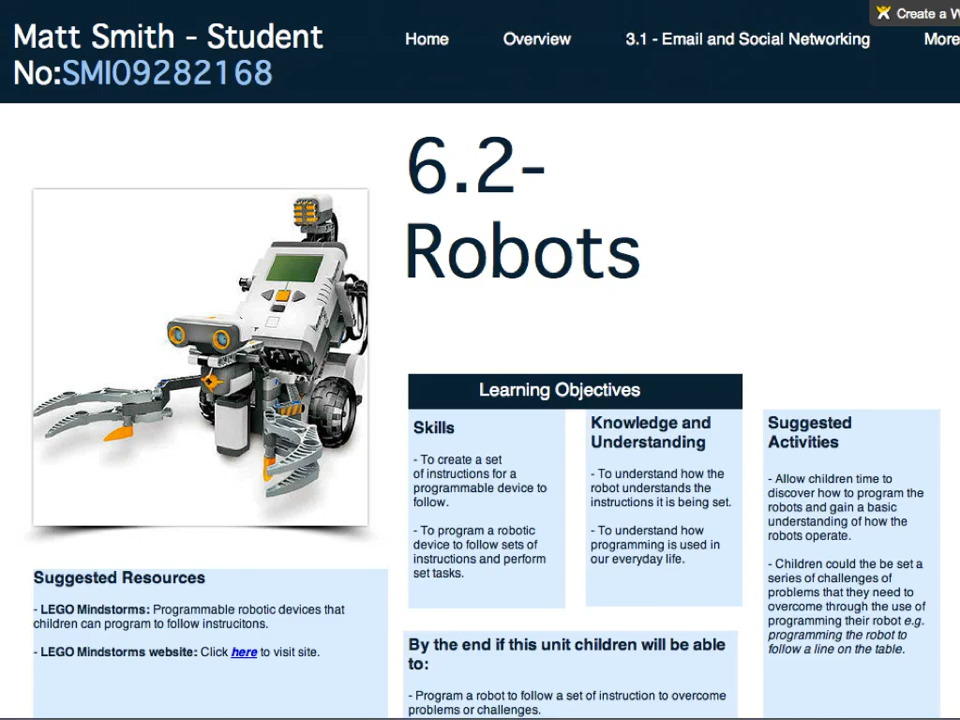 Matt Smith - Student
No:SMI09282168
Create a W
Home
Overview
3.1 - Email and Social Networking
More
6.2-
Robots
Learning Objectives
Skills
- To create a set
of instructions for a
programmable device to
follow.
- To program a robotic
device to follow sets of
instructions and perform
set tasks.
Knowledge and
Understanding
- To understand how the
robot understands the
instructions it is being set.
- To understand how
programming is used in
our everyday life.
Suggested
Activities
- Allow children time to
discover how to program the
robots and gain a basic
understanding of how the
robots operate.
- Children could the be set a
series of challenges of
problems that they need to
overcome through the use of
programming their robot e.g.
programming the robot to
follow a line on the table.
Suggested Resources
- LEGO Mindstorms: Programmable robotic devices that
children can program to follow instrucitons.
- LEGO Mindstorms website: Click here to visit site.
By the end if this unit children will be able
to:
- Program a robot to follow a set of instruction to overcome
problems or challenges.